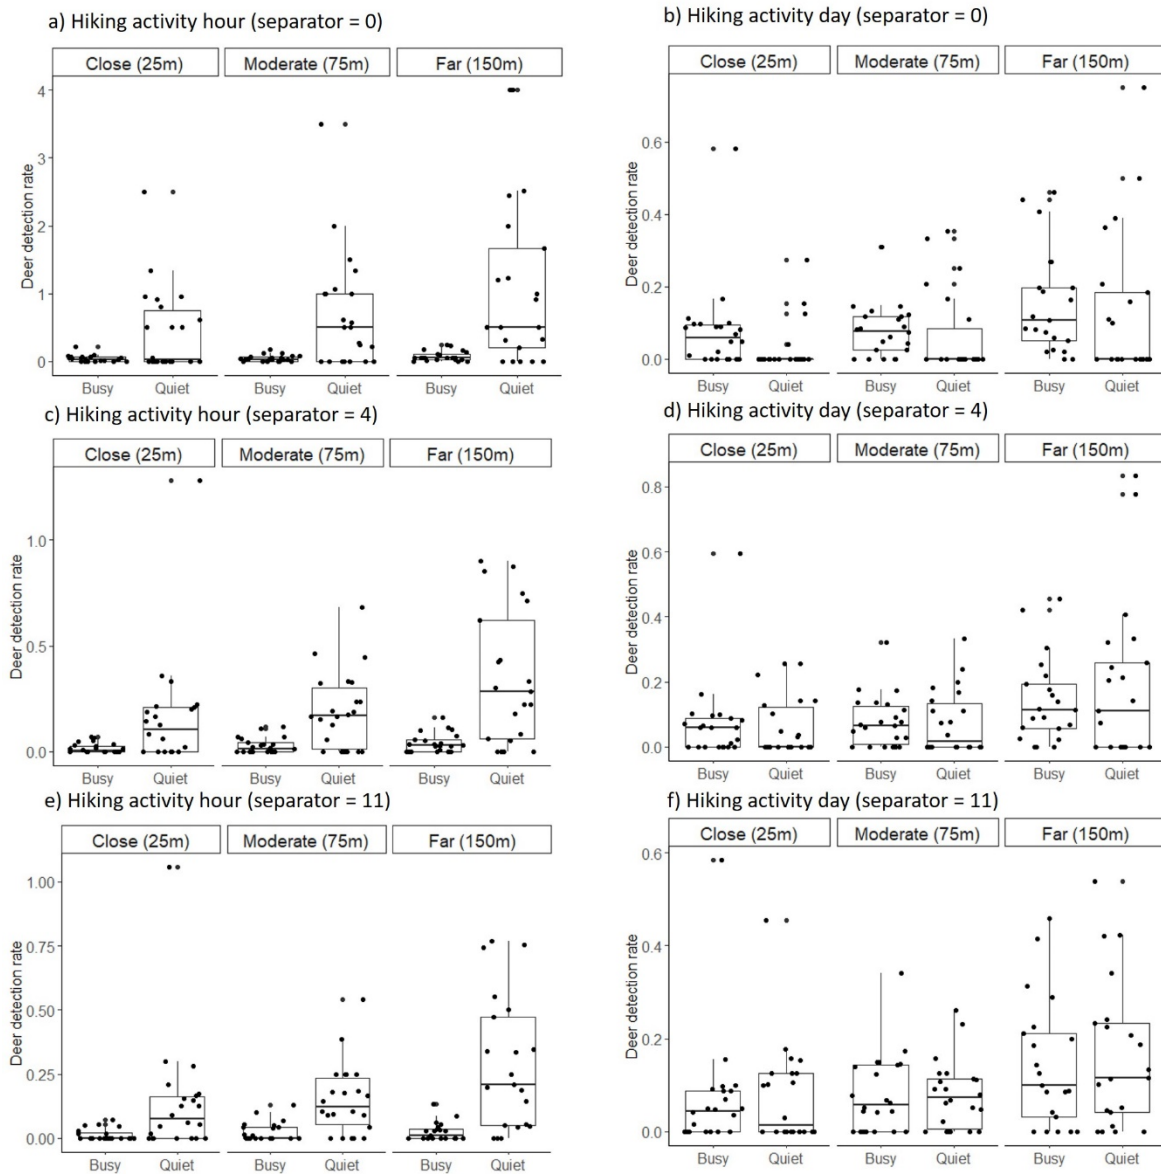 a) Hiking activity hour (separator = 0)
Close (25m) Moderate (75m) Far (150m)
Deer detection rate
4
3
2
1
0
Busy Quiet Busy Quiet Busy Quiet
b) Hiking activity day (separator = 0)
Close (25m) Moderate (75m) Far (150m)
Deer detection rate
0.6
0.4
0.2
0.0
Busy Quiet Busy Quiet Busy Quiet
c) Hiking activity hour (separator = 4)
Close (25m) Moderate (75m) Far (150m)
Deer detection rate
1.0
0.5
0.0
Busy Quiet Busy Quiet Busy Quiet
d) Hiking activity day (separator = 4)
Close (25m) Moderate (75m) Far (150m)
Deer detection rate
0.8
0.6
0.4
0.2
0.0
Busy Quiet Busy Quiet Busy Quiet
e) Hiking activity hour (separator = 11)
Close (25m) Moderate (75m) Far (150m)
Deer detection rate
1.00
0.75
0.50
0.25
0.00
Busy Quiet Busy Quiet Busy Quiet
f) Hiking activity day (separator = 11)
Close (25m) Moderate (75m) Far (150m)
Deer detection rate
0.6
0.4
0.2
0.0
Busy Quiet Busy Quiet Busy Quiet